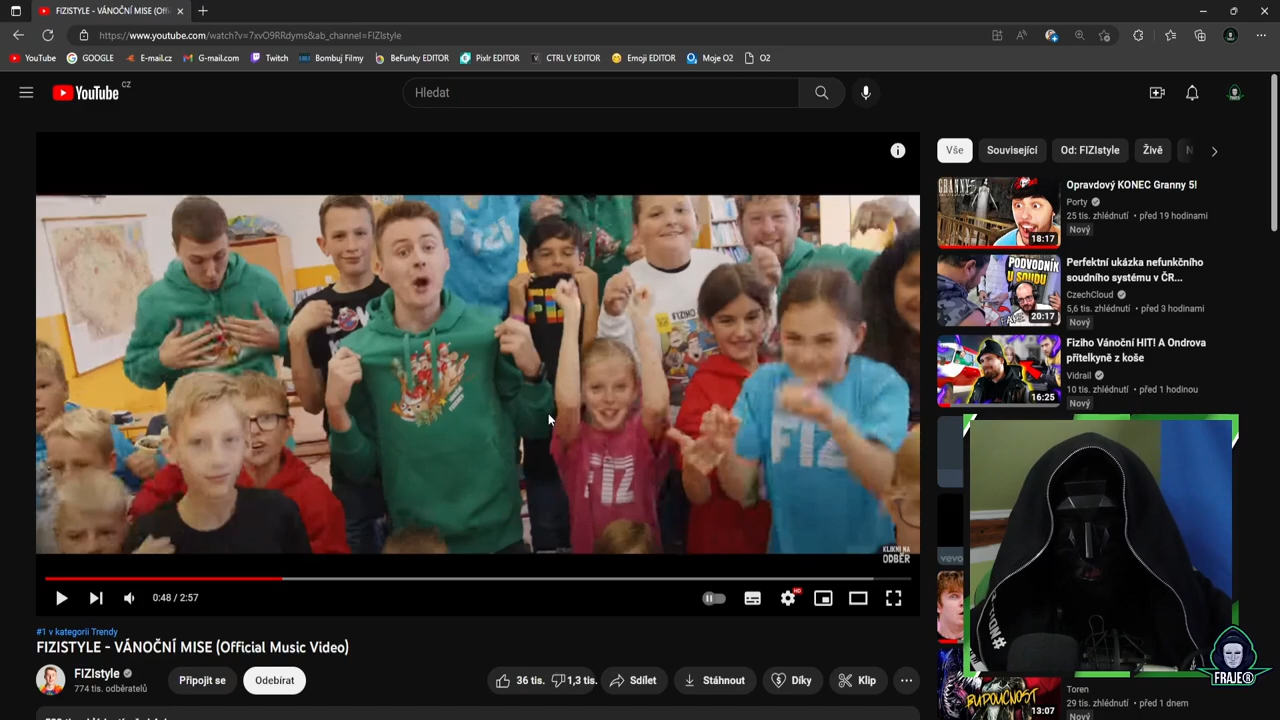 FIZISTYLE - VÁNOČNÍ MISE (Offi
https://www.youtube.com/watch?v=7xvO9RRdyms&ab_channel=FIZIstyle
YouTube GOOGLE E-mail.cz G-mail.com Twitch Bombuj Filmy BeFunky EDITOR Pixlr EDITOR CTRL V EDITOR Emoji EDITOR Moje O2 O2
YouTube CZ
Hledat
Vše Související Od: FIZIstyle Živě N
GRANNY
18:17
Opravdový KONEC Granny 5!
Porty
25 tis. zhlédnutí • před 19 hodinami
Nový
PODVODNÍK
U SOUDU
20:17
Perfektní ukázka nefunkčního
soudního systému v ČR...
CzechCloud
5,6 tis. zhlédnutí • před 3 hodinami
Nový
16:25
Fiziho Vánoční HIT! A Ondrova
přítelkyně z koše
Vidrail
10 tis. zhlédnutí • před 1 hodinou
Nový
FIZ
FIZ
KLIKNI NA
ODBĚR
0:48 / 2:57
HD
#1 v kategorii Trendy
FIZISTYLE - VÁNOČNÍ MISE (Official Music Video)
FIZIstyle
774 tis. odběratelů
Připojit se
Odebírat
36 tis.
1,3 tis.
Sdílet
Stáhnout
Díky
Klip
vevo
FRAJE®
BUDOUCNOST
13:07
Toren
29 tis. zhlédnutí • před 1 dnem
Nový